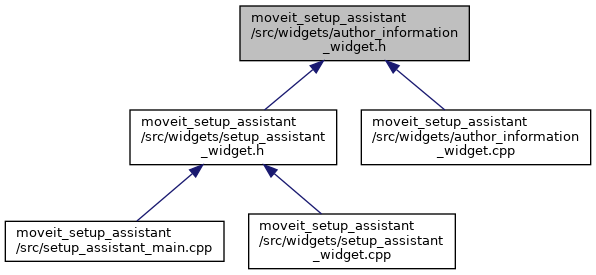 moveit_setup_assistant
/src/widgets/author_information
_widget.h
moveit_setup_assistant
/src/widgets/setup_assistant
_widget.h
moveit_setup_assistant
/src/widgets/author_information
_widget.cpp
moveit_setup_assistant
/src/setup_assistant_main.cpp
moveit_setup_assistant
/src/widgets/setup_assistant
_widget.cpp